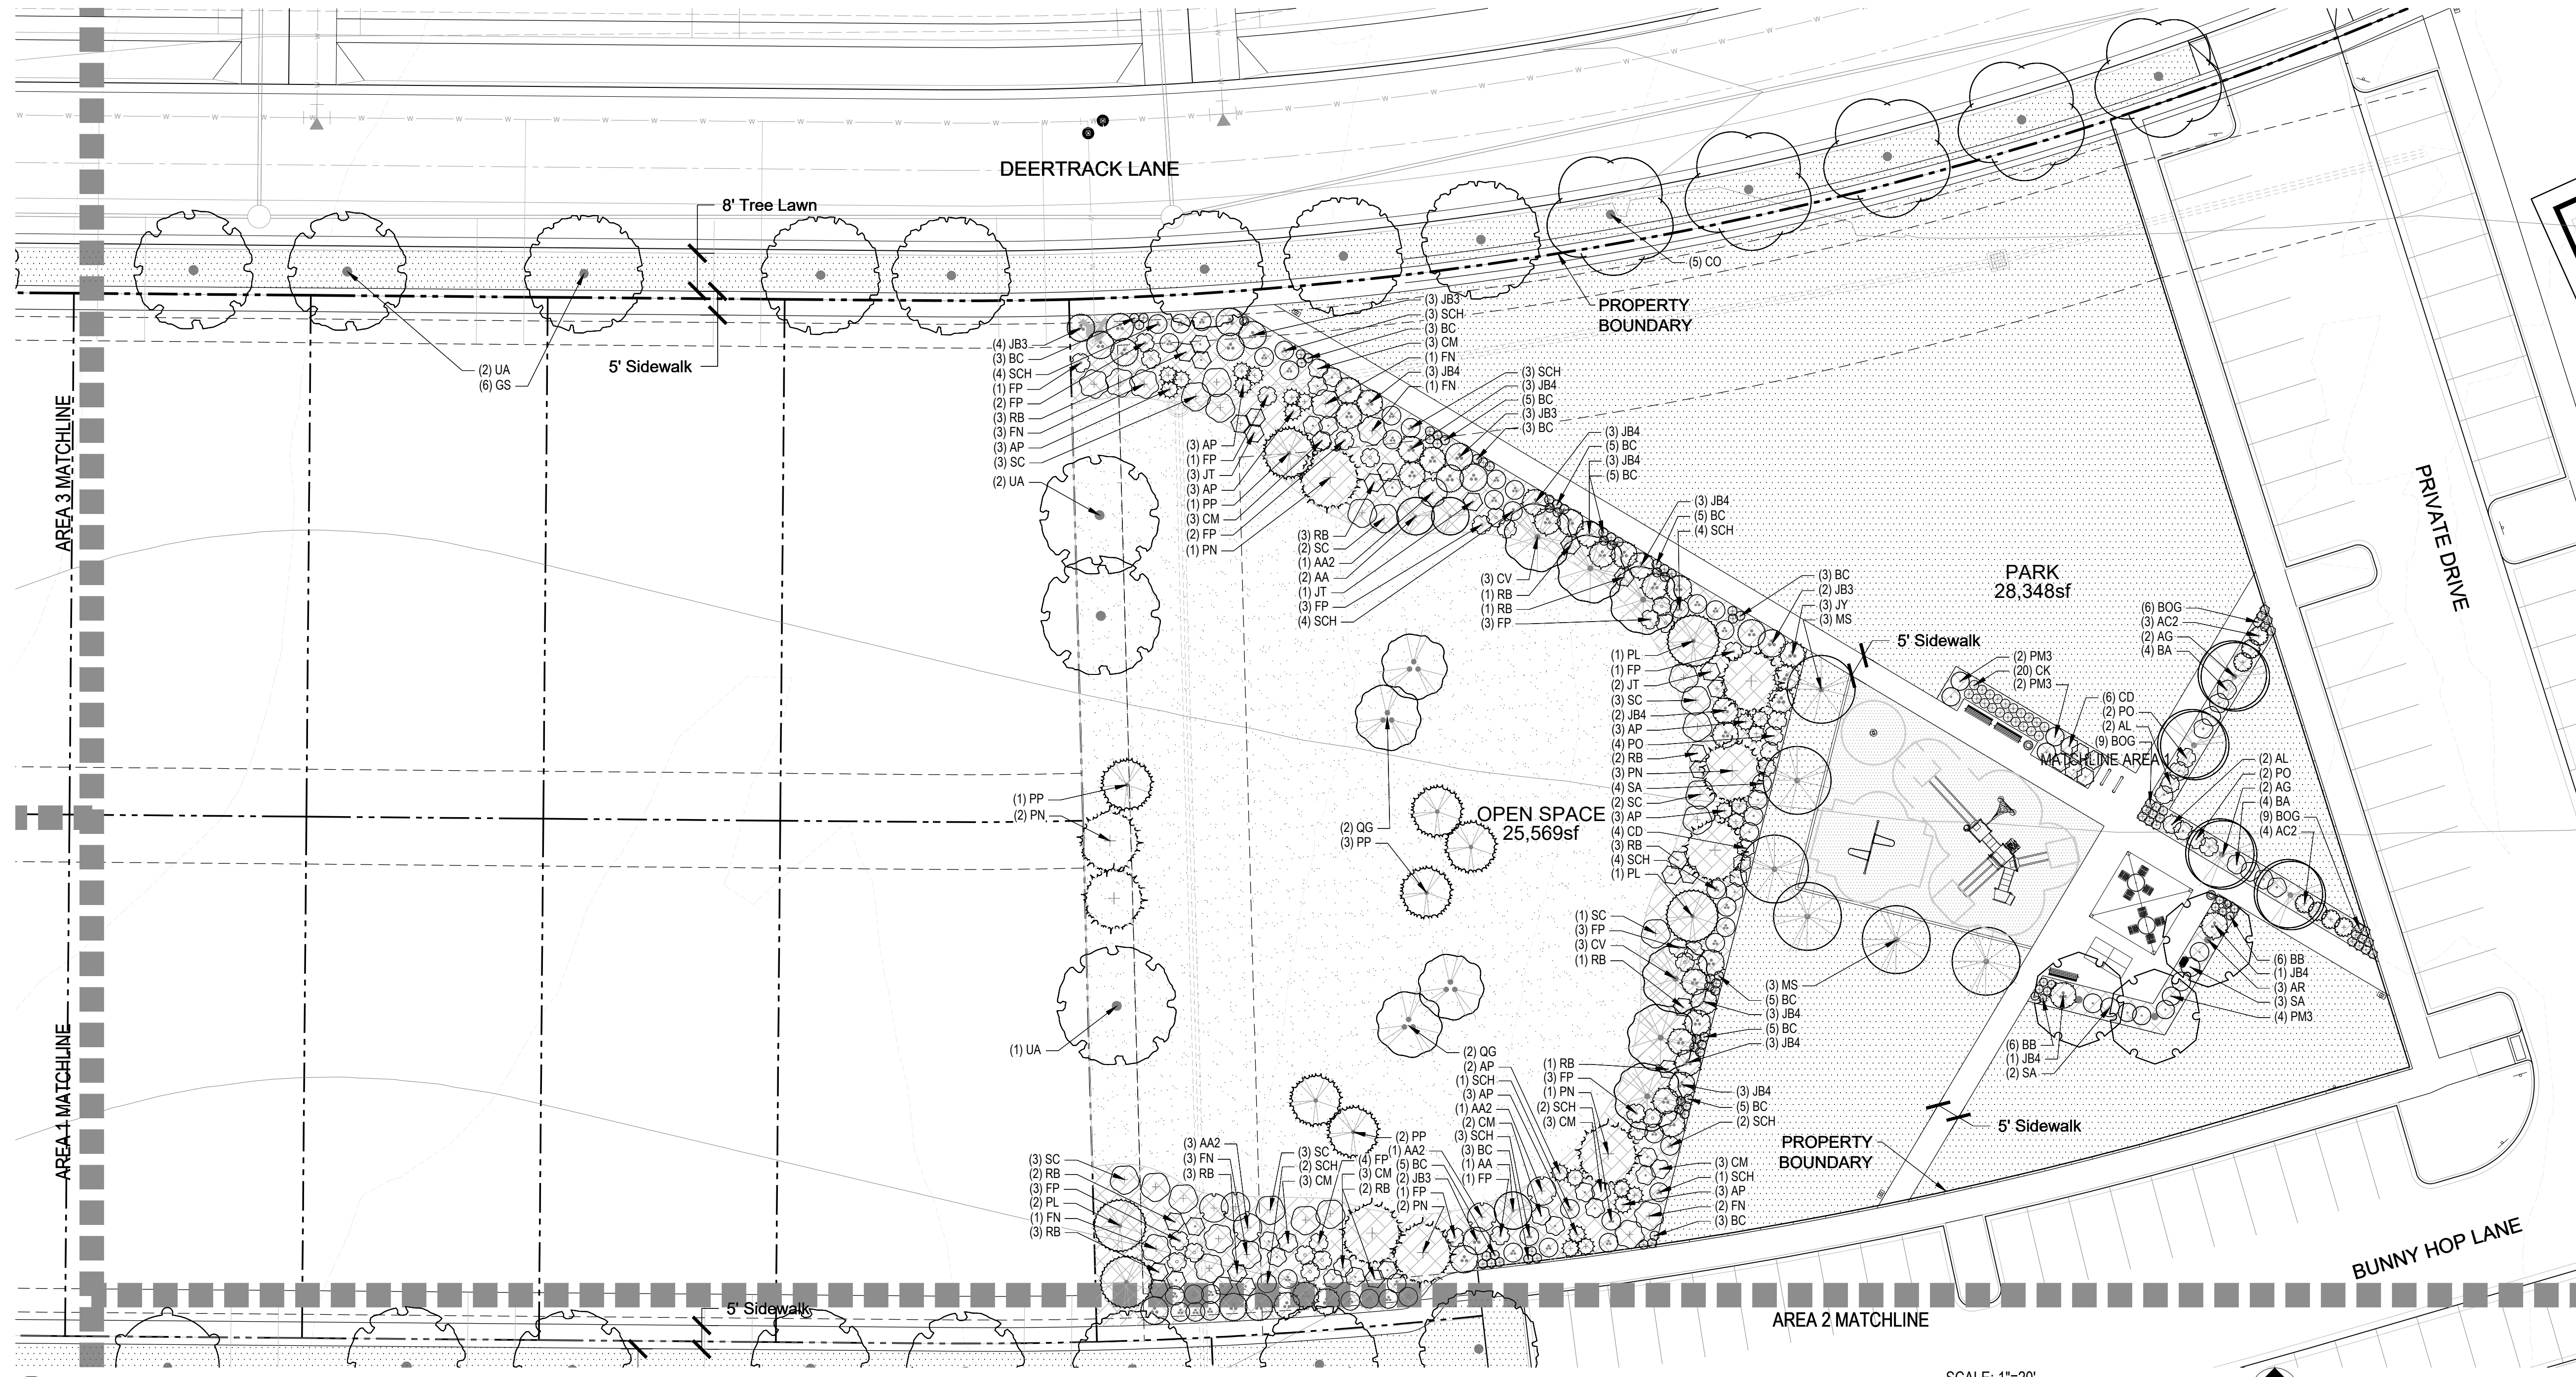 DEERTRACK LANE
8' Tree Lawn
(5) CO
PROPERTY
BOUNDARY
5' Sidewalk
(2) UA
(6) GS
AREA 3 MATCHLINE
(4) JB3
(3) BC
(4) SCH
(1) FP
(2) FP
(3) RB
(3) FN
(3) AP
(3) SC
(2) UA
(3) JB3
(3) SCH
(3) BC
(3) CM
(1) FN
(3) JB4
(1) FN
(3) SCH
(3) JB4
(5) BC
(3) JB3
(3) BC
(3) AP
(1) FP
(3) JT
(3) AP
(1) PP
(3) CM
(2) FP
(1) PN
(3) JB4
(5) BC
(3) JB4
(5) BC
(3) JB4
(5) BC
(4) SCH
(3) RB
(2) SC
(1) AA2
(2) AA
(1) JT
(3) FP
(4) SCH
(3) CV
(1) RB
(1) RB
(3) FP
(3) BC
(2) JB3
(3) JY
(3) MS
PARK
28,348sf
PRIVATE DRIVE
5' Sidewalk
(6) BOG
(3) AC2
(2) AG
(4) BA
(2) PM3
(20) CK
(2) PM3
(6) CD
(2) PO
(2) AL
(9) BOG
MATCHLINE AREA 1
(2) AL
(2) PO
(2) AG
(4) BA
(9) BOG
(4) AC2
(1) PL
(1) FP
(2) JT
(3) SC
(2) JB4
(3) AP
(4) PO
(2) RB
(3) PN
(4) SA
(2) SC
(3) AP
(4) CD
(3) RB
(4) SCH
(1) PL
(1) PP
(2) PN
(2) QG
(3) PP
OPEN SPACE
25,569sf
(1) SC
(3) FP
(3) CV
(1) RB
(3) MS
(5) BC
(3) JB4
(5) BC
(3) JB4
(6) BB
(1) JB4
(3) AR
(3) SA
(4) PM3
(6) BB
(1) JB4
(2) SA
AREA 1 MATCHLINE
(1) UA
(2) QG
(2) AP
(1) SCH
(3) AP
(1) AA2
(2) CM
(3) SCH
(3) BC
(1) AA
(1) FP
(1) RB
(3) FP
(1) PN
(2) SCH
(3) CM
(3) JB4
(5) BC
(2) SCH
5' Sidewalk
PROPERTY
BOUNDARY
(3) CM
(1) SCH
(3) AP
(2) FN
(3) BC
(2) PP
(1) AA2
(5) BC
(2) JB3
(1) FP
(2) PN
(3) SC
(2) RB
(3) FP
(2) PL
(1) FN
(3) RB
(3) AA2
(3) FN
(3) RB
(3) SC
(2) SCH
(3) CM
(4) FP
(3) CM
(2) RB
BUNNY HOP LANE
5' Sidewalk
AREA 2 MATCHLINE
SCALE: 1"=20'